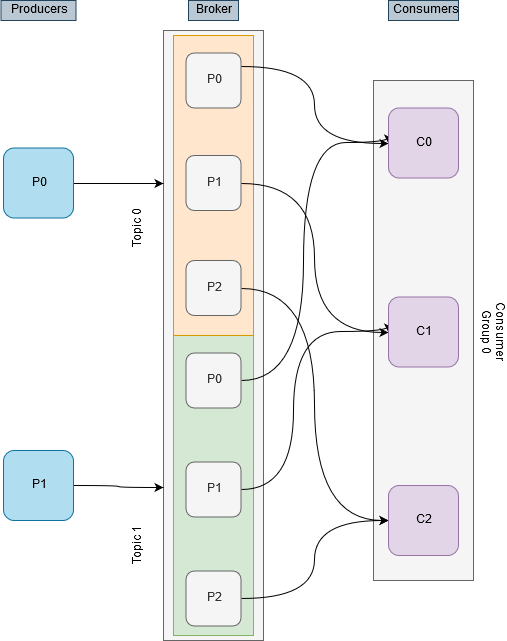 Producers
Broker
Consumers
P0
P1
Topic 0
Topic 1
P0
P1
P2
P0
P1
P2
C0
C1
C2
Consumer
Group 0